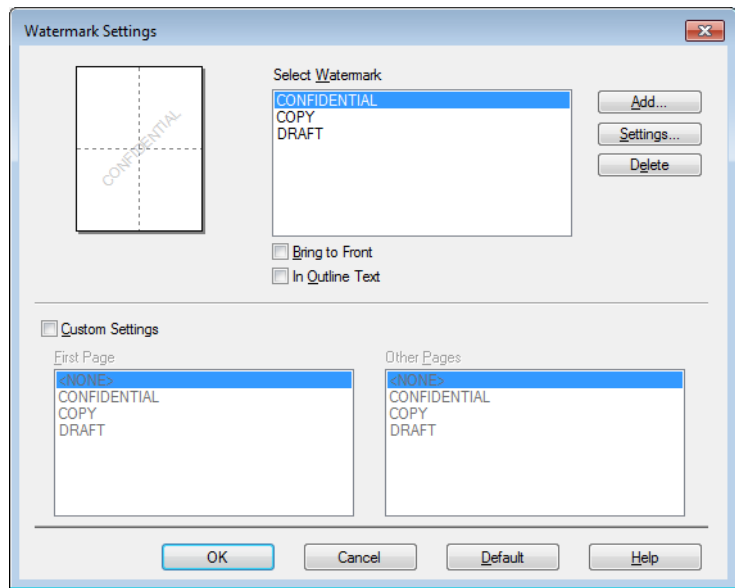 Watermark Settings
Select Watermark
CONFIDENTIAL
CONFIDENTIAL
COPY
DRAFT
Add...
Settings...
Delete
Bring to Front
In Outline Text
Custom Settings
First Page
<NONE>
CONFIDENTIAL
COPY
DRAFT
Other Pages
<NONE>
CONFIDENTIAL
COPY
DRAFT
OK
Cancel
Default
Help